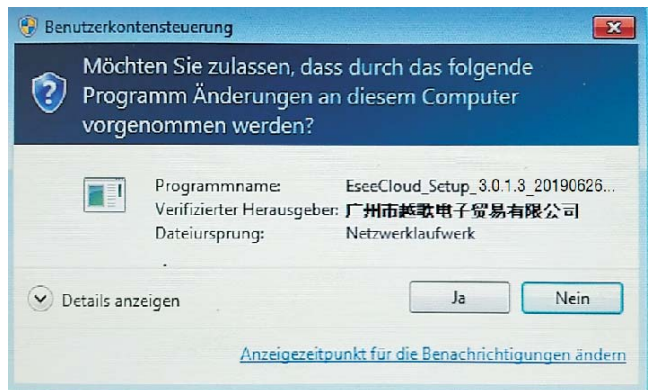 Benutzerkontensteuerung
Möchten Sie zulassen, dass durch das folgende
Programm Änderungen an diesem Computer
vorgenommen werden?
Programmname: EseeCloud_Setup_3.0.1.3_20190626...
Verifizierter Herausgeber: 广州市越歌电子贸易有限公司
Dateiursprung: Netzwerklaufwerk
Details anzeigen
Ja
Nein
Anzeigezeitpunkt für die Benachrichtigungen ändern